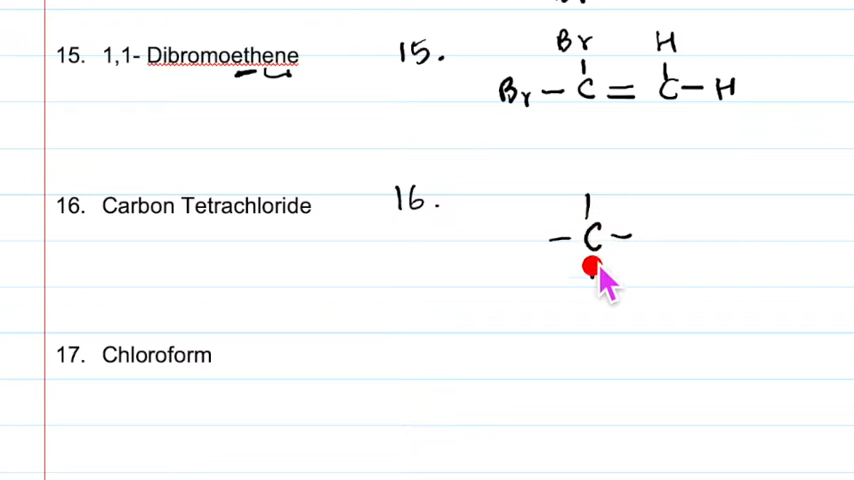 Br H
15. 1,1- Dibromoethene 15.
Br – C = C – H
16. Carbon Tetrachloride 16.
– C –
17. Chloroform